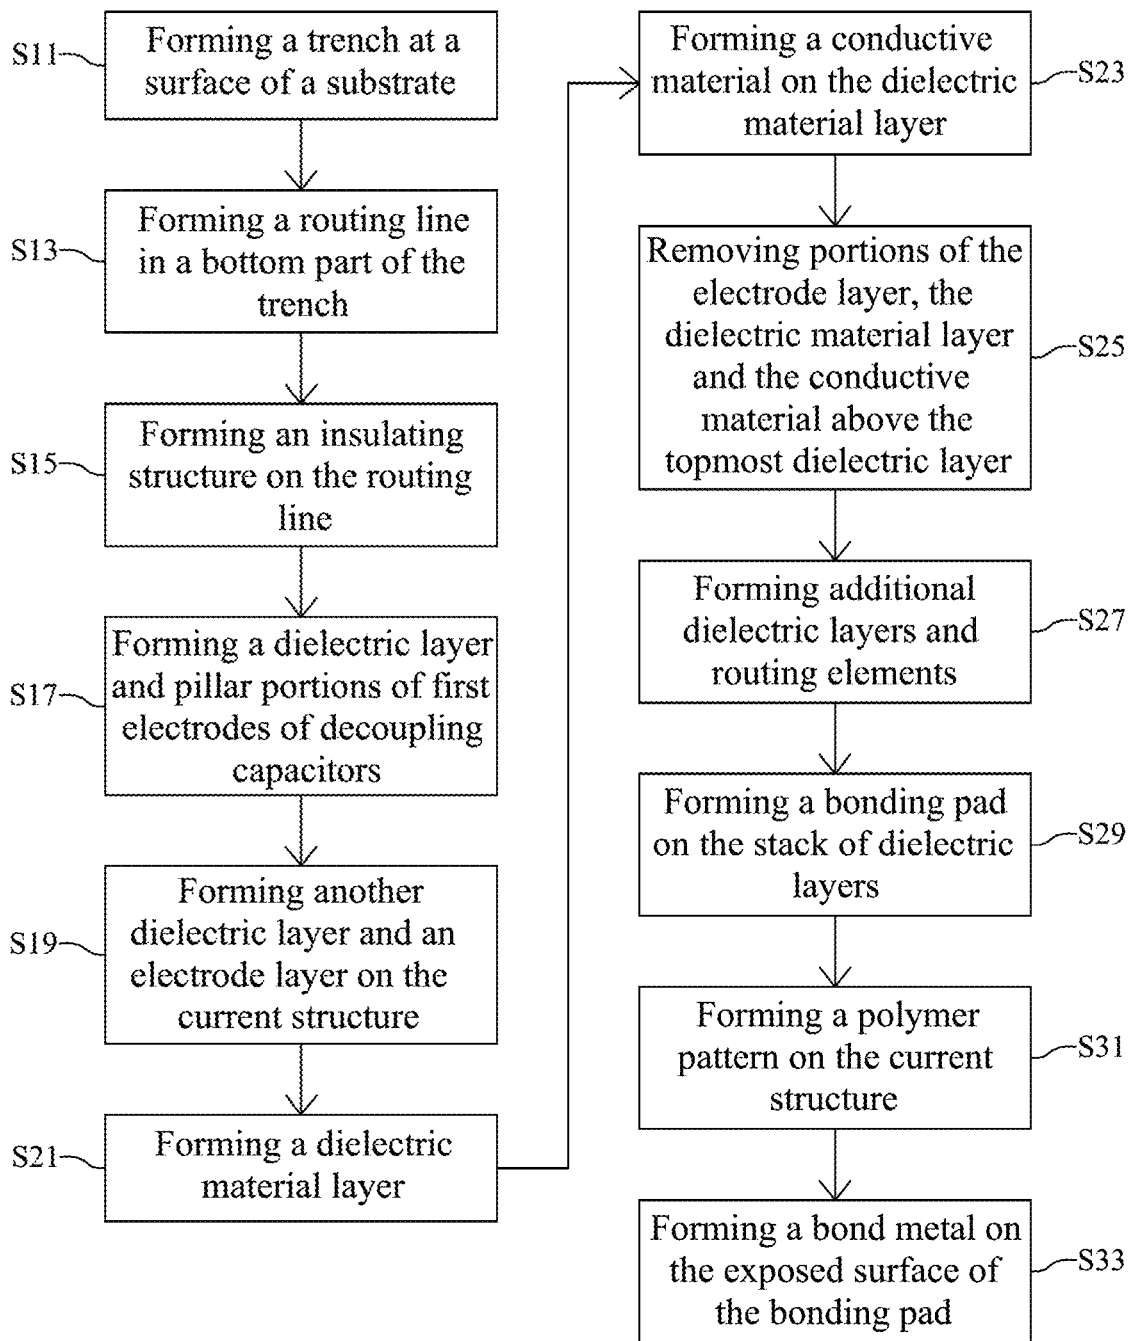 S11
Forming a trench at a
surface of a substrate
S13
Forming a routing line
in a bottom part of the
trench
S15
Forming an insulating
structure on the routing
line
S17
Forming a dielectric layer
and pillar portions of first
electrodes of decoupling
capacitors
S19
Forming another
dielectric layer and an
electrode layer on the
current structure
S21
Forming a dielectric
material layer
Forming a conductive
material on the dielectric
material layer
S23
Removing portions of the
electrode layer, the
dielectric material layer
and the conductive
material above the
topmost dielectric layer
S25
Forming additional
dielectric layers and
routing elements
S27
Forming a bonding pad
on the stack of dielectric
layers
S29
Forming a polymer
pattern on the current
structure
S31
Forming a bond metal on
the exposed surface of
the bonding pad
S33